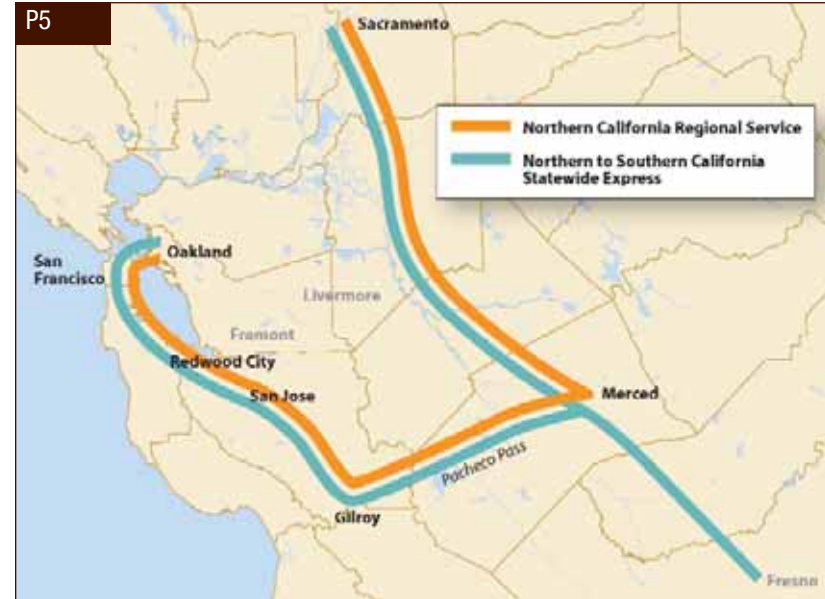 P5
Sacramento
Northern California Regional Service
Northern to Southern California
Statewide Express
Oakland
San
Francisco
Livermore
Fremont
Redwood City
San Jose
Merced
Pacheco Pass
Gilroy
Fresno